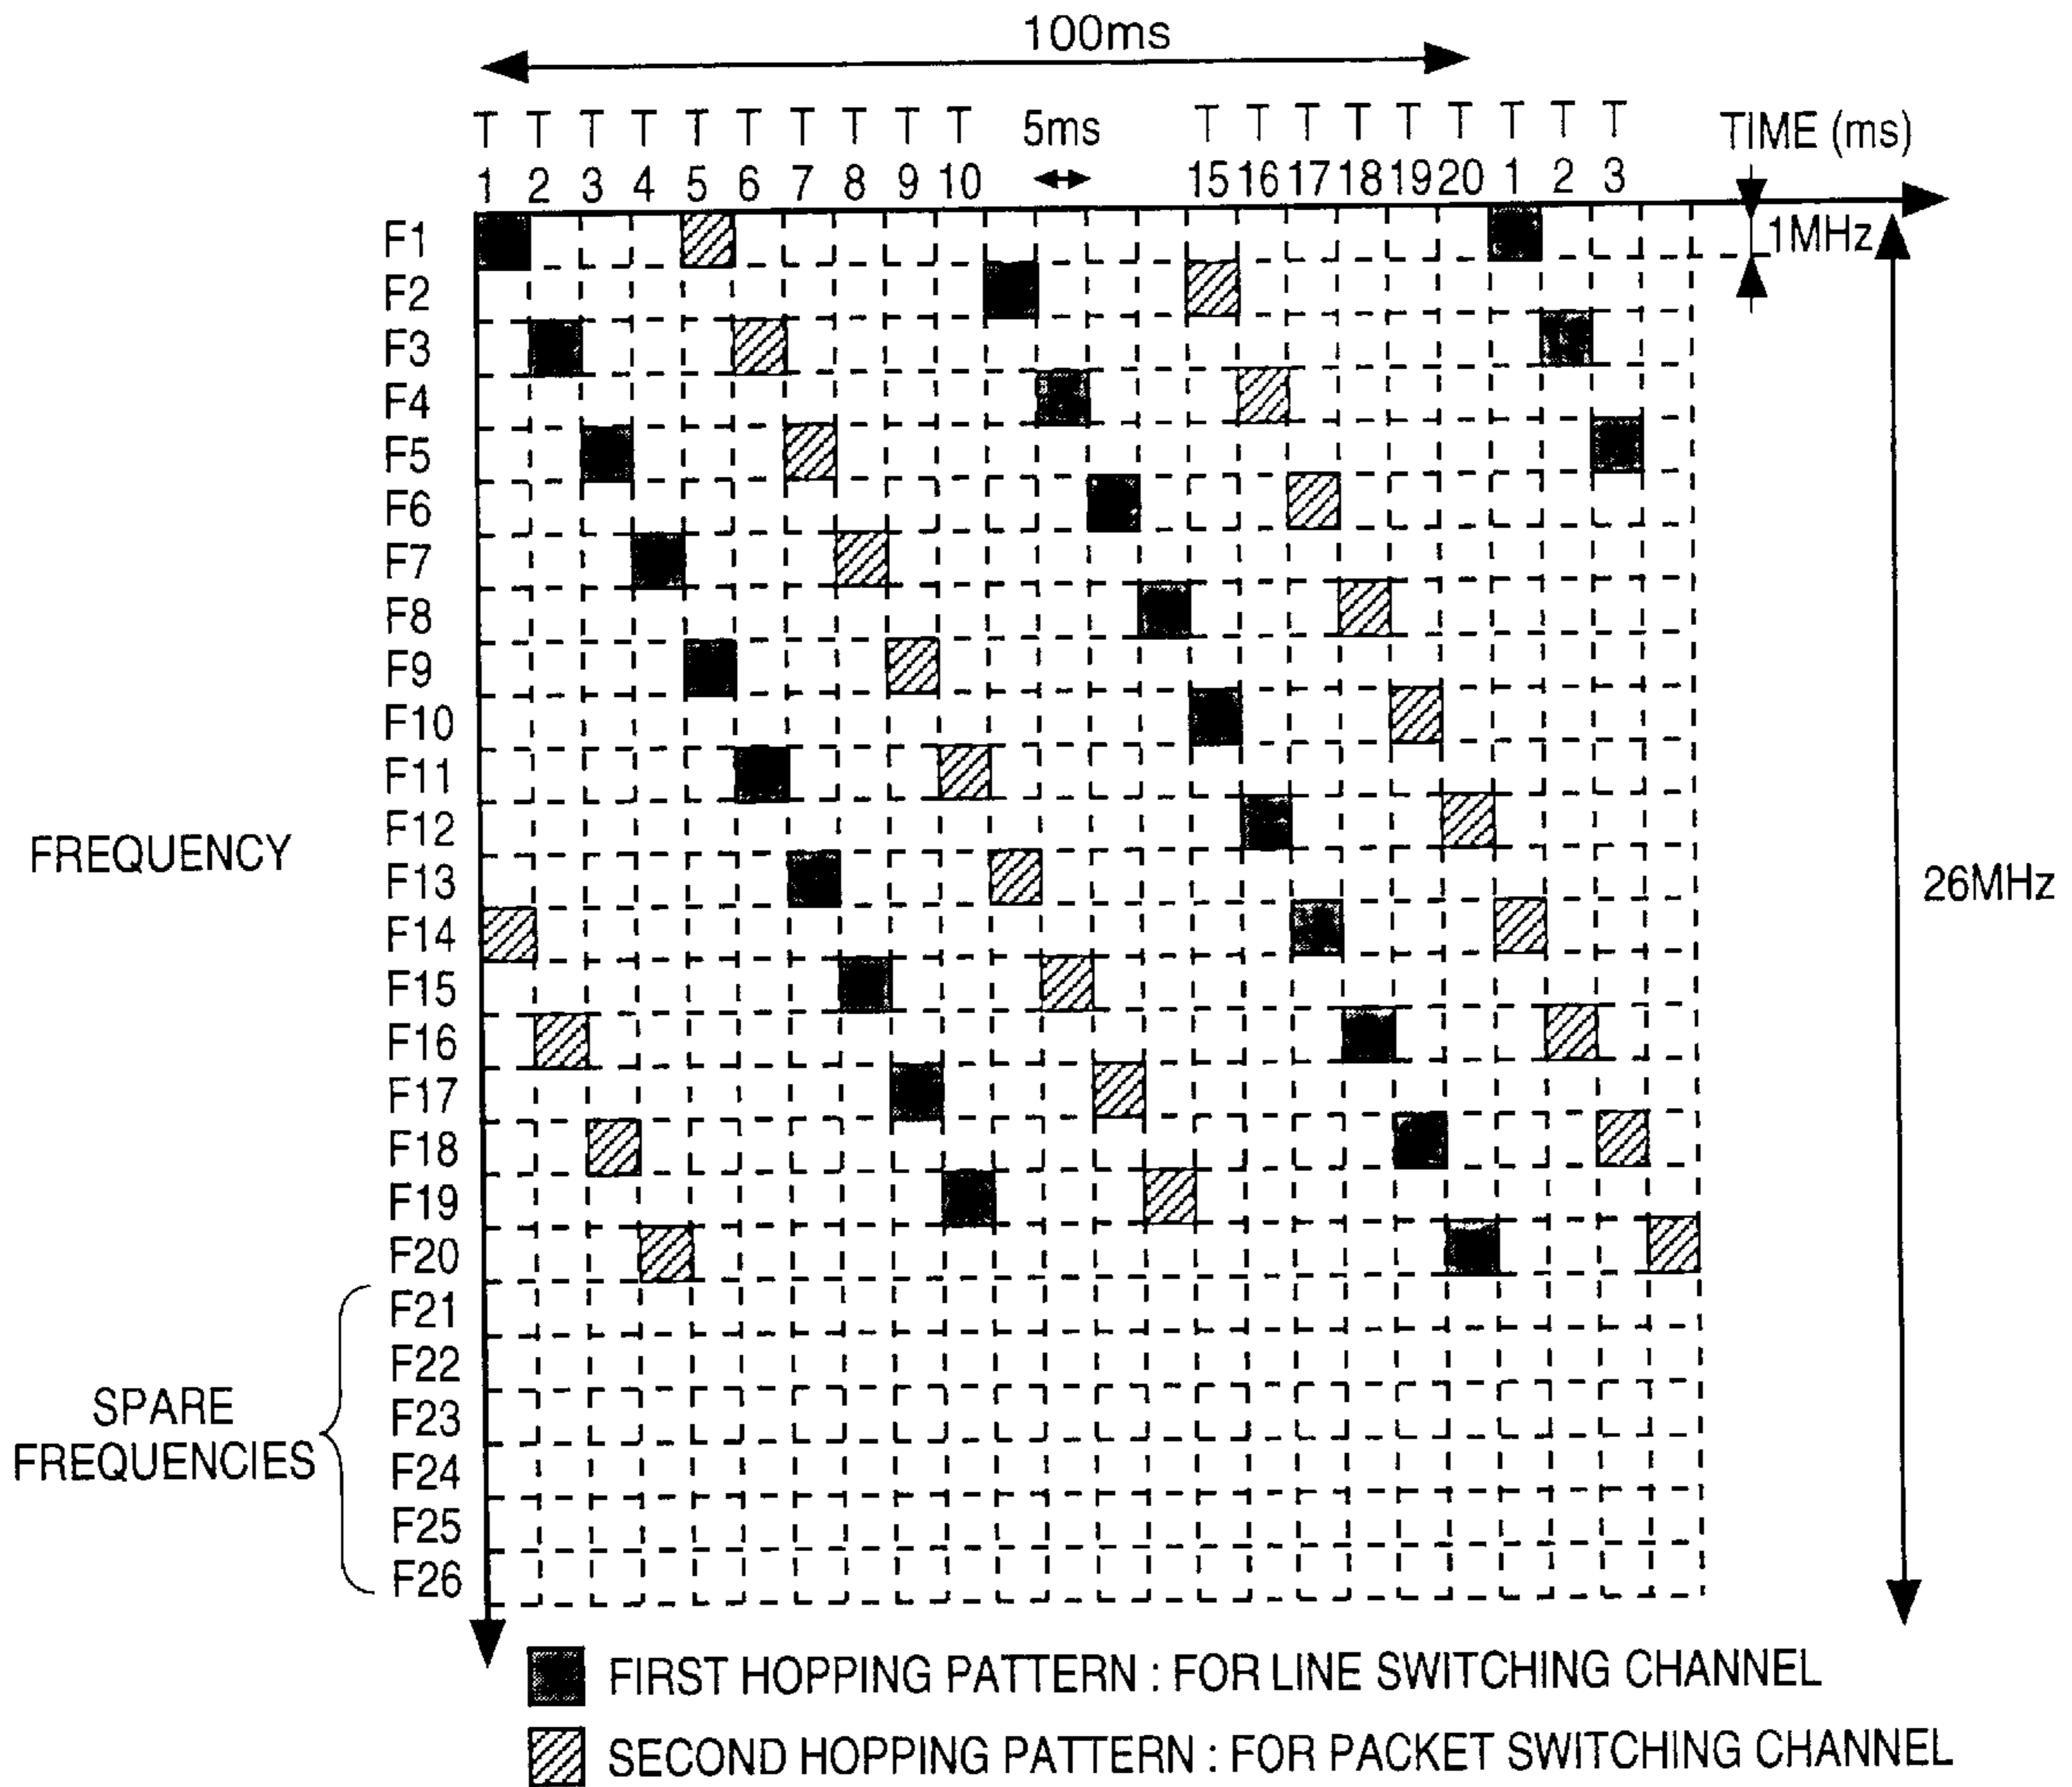 100ms
T T T T T T T T T T 5ms T T T T T T T T T TIME (ms)
1 2 3 4 5 6 7 8 9 10 15 16 17 18 19 20 1 2 3
F1 1MHz
F2
F3
F4
F5
F6
F7
F8
F9
F10
F11
F12
FREQUENCY
F13 26MHz
F14
F15
F16
F17
F18
F19
F20
F21
F22
SPARE
FREQUENCIES
F23
F24
F25
F26
FIRST HOPPING PATTERN : FOR LINE SWITCHING CHANNEL
SECOND HOPPING PATTERN : FOR PACKET SWITCHING CHANNEL